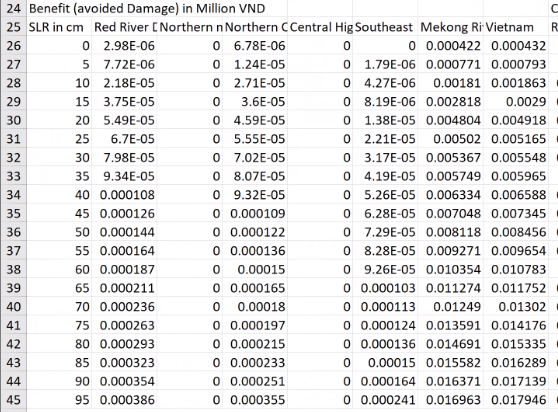 24 Benefit (avoided Damage) in Million VND C
25 SLR in cm Red River D Northern n Northern C Central Hig Southeast Mekong Ri Vietnam R
26 0 2.98E-06 0 6.78E-06 0 0 0.000422 0.000432
27 5 7.72E-06 0 1.24E-05 0 1.79E-06 0.000771 0.000793
28 10 2.18E-05 0 2.71E-05 0 4.27E-06 0.00181 0.001863
29 15 3.75E-05 0 3.6E-05 0 8.19E-06 0.002818 0.0029
30 20 5.49E-05 0 4.59E-05 0 1.38E-05 0.004804 0.004918
31 25 6.7E-05 0 5.55E-05 0 2.21E-05 0.00502 0.005165
32 30 7.98E-05 0 7.02E-05 0 3.17E-05 0.005367 0.005548
33 35 9.34E-05 0 8.07E-05 0 4.19E-05 0.005749 0.005965
34 40 0.000108 0 9.32E-05 0 5.26E-05 0.006334 0.006588
35 45 0.000126 0 0.000109 0 6.28E-05 0.007048 0.007345
36 50 0.000144 0 0.000122 0 7.29E-05 0.008118 0.008456
37 55 0.000164 0 0.000136 0 8.28E-05 0.009271 0.009654
38 60 0.000187 0 0.00015 0 9.26E-05 0.010354 0.010783
39 65 0.000211 0 0.000165 0 0.000103 0.011274 0.011752
40 70 0.000236 0 0.00018 0 0.000113 0.01249 0.01302
41 75 0.000263 0 0.000197 0 0.000124 0.013591 0.014176
42 80 0.000293 0 0.000215 0 0.000136 0.014691 0.015335
43 85 0.000323 0 0.000233 0 0.00015 0.015582 0.016289
44 90 0.000354 0 0.000251 0 0.000164 0.016371 0.017139
45 95 0.000386 0 0.000355 0 0.000241 0.016963 0.017946